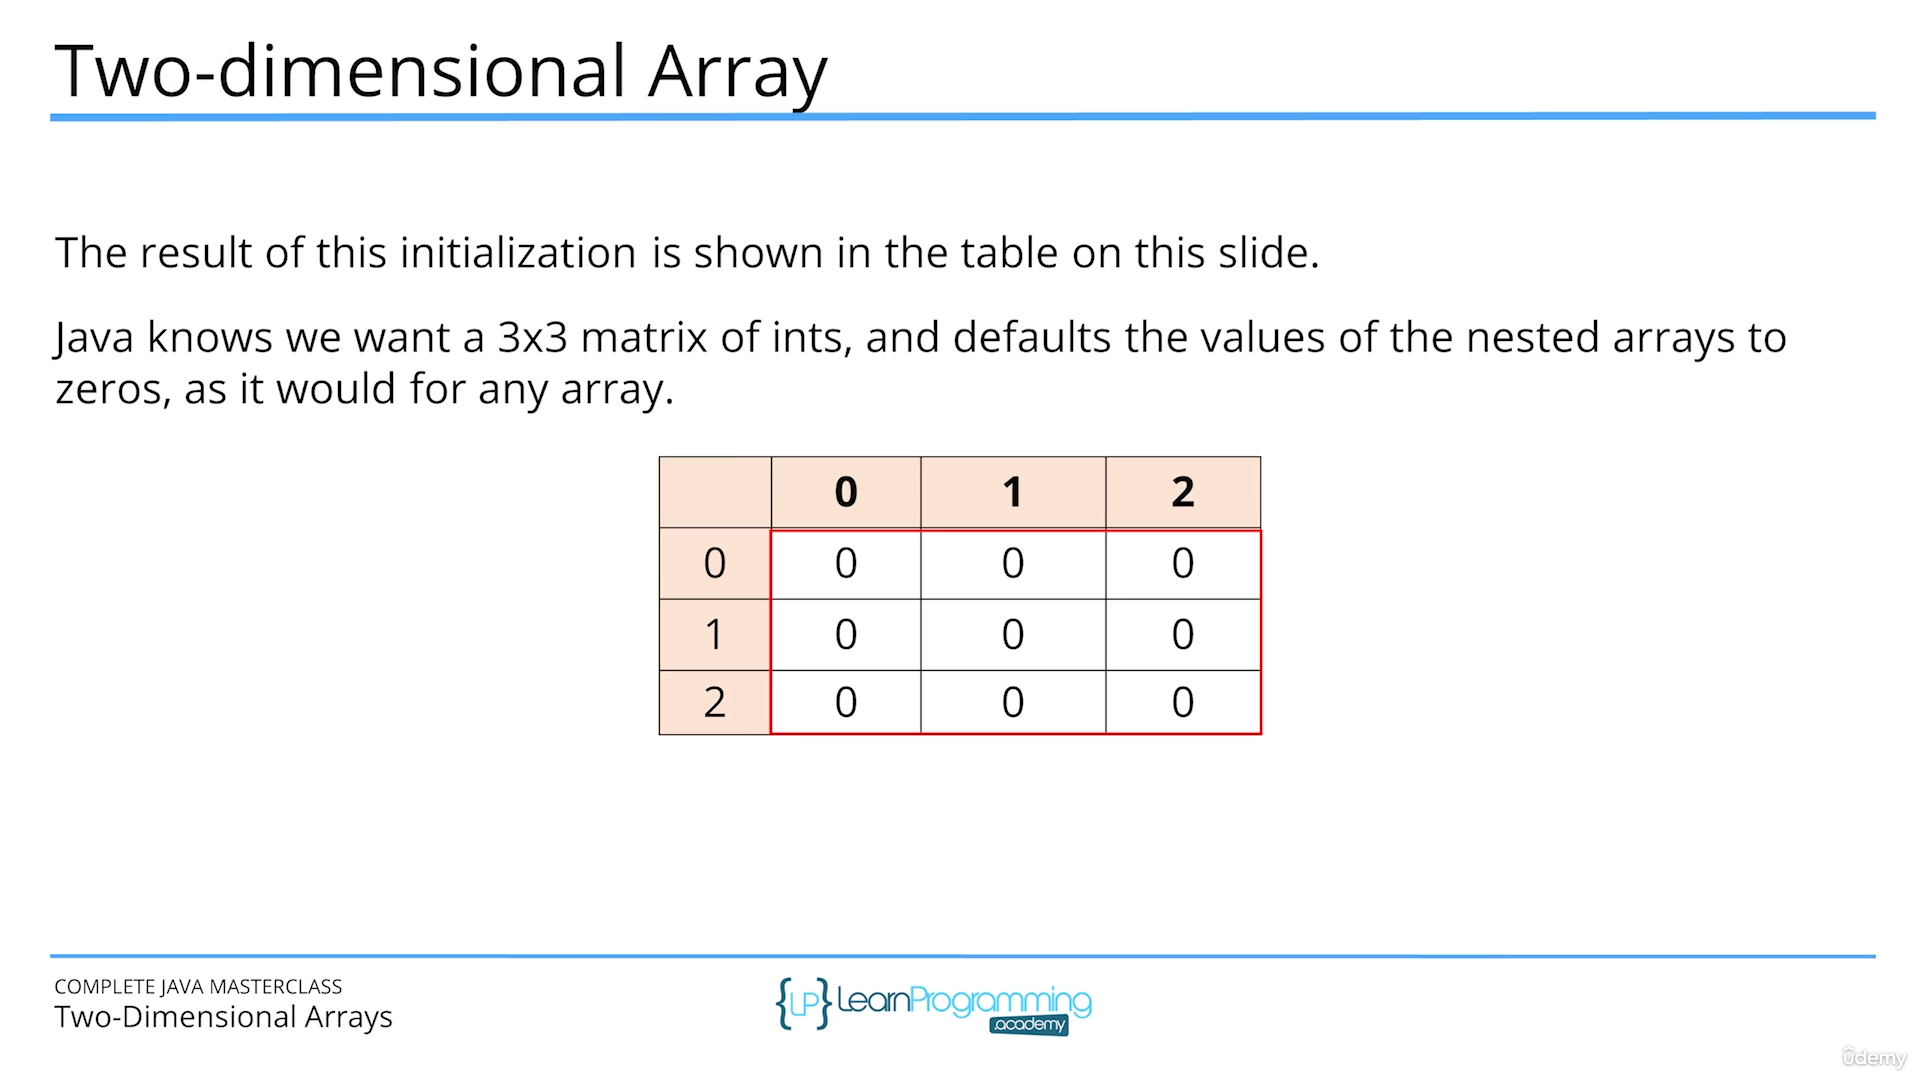 Two-dimensional Array
The result of this initialization is shown in the table on this slide.
Java knows we want a 3x3 matrix of ints, and defaults the values of the nested arrays to
zeros, as it would for any array.
0 1 2
0 0 0 0
1 0 0 0
2 0 0 0
COMPLETE JAVA MASTERCLASS
Two-Dimensional Arrays
{LP} LearnProgramming
.academy
ûdemy